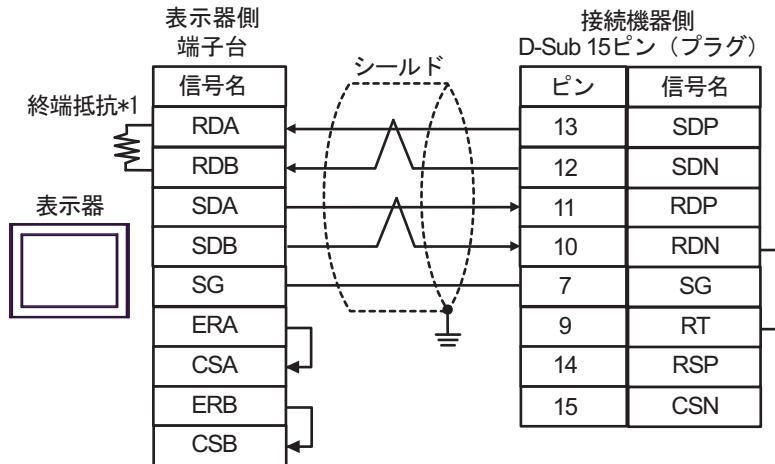 表示器側
端子台
接続機器側
D-Sub 15ピン（プラグ）
シールド
終端抵抗*1
表示器
信号名
RDA
RDB
SDA
SDB
SG
ERA
CSA
ERB
CSB
ピン 信号名
13 SDP
12 SDN
11 RDP
10 RDN
7 SG
9 RT
14 RSP
15 CSN